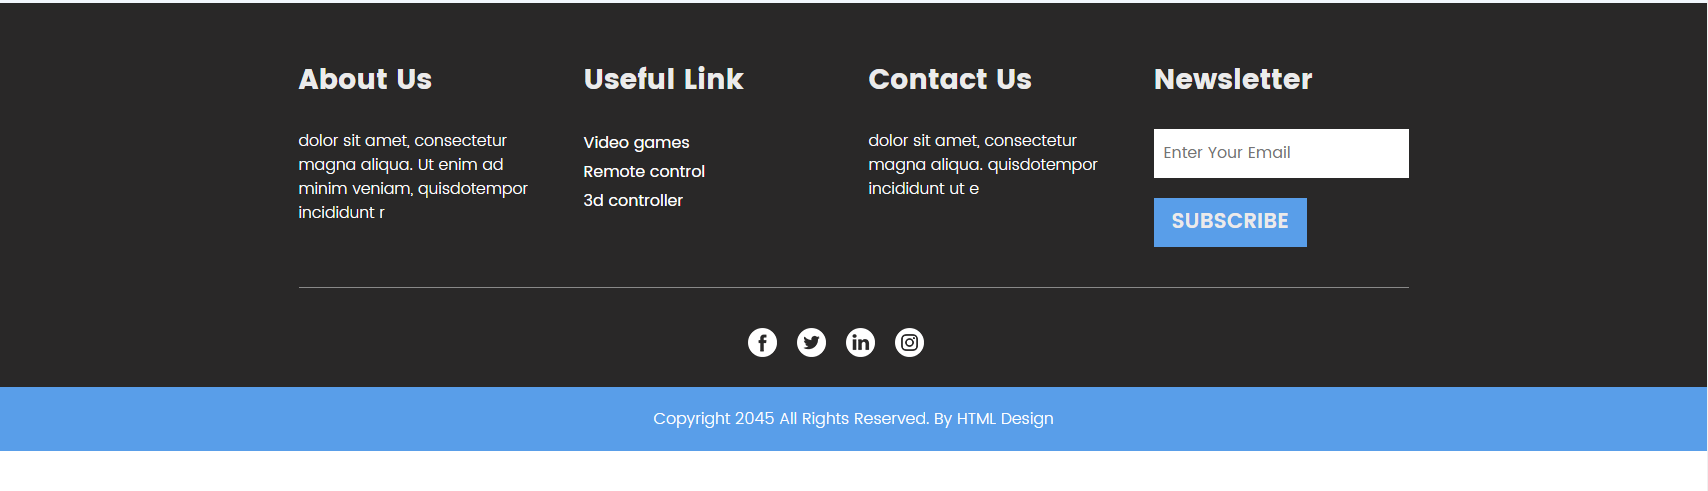 About Us
dolor sit amet, consectetur
magna aliqua. Ut enim ad
minim veniam, quisdotempor
incididunt r
Useful Link
Video games
Remote control
3d controller
Contact Us
dolor sit amet, consectetur
magna aliqua. quisdotempor
incididunt ut e
Newsletter
Enter Your Email
SUBSCRIBE
Copyright 2045 All Rights Reserved. By HTML Design